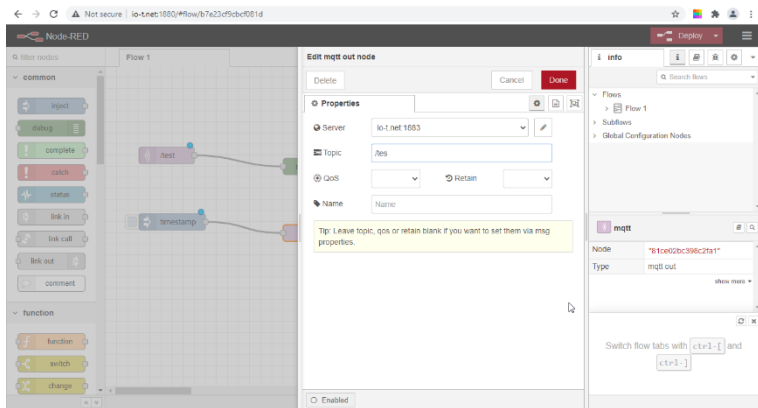 Not secure | io-t.net:1880/#flow/b7e23cf9cbcf081d
Node-RED
Deploy
filter nodes
Flow 1
common
inject
debug
complete
catch
status
link in
link call
link out
comment
function
function
switch
change
/test
timestamp
Edit mqtt out node
Delete
Cancel
Done
Properties
Server
io-t.net:1883
Topic
/tes
QoS
Retain
Name
Name
Tip: Leave topic, qos or retain blank if you want to set them via msg
properties.
Enabled
i info
i
Search flows
Flows
Flow 1
Subflows
Global Configuration Nodes
mqtt
Node
"81ce02bc398c2fa1"
Type
mqtt out
show more
Switch flow tabs with ctrl-[ and
ctrl-]